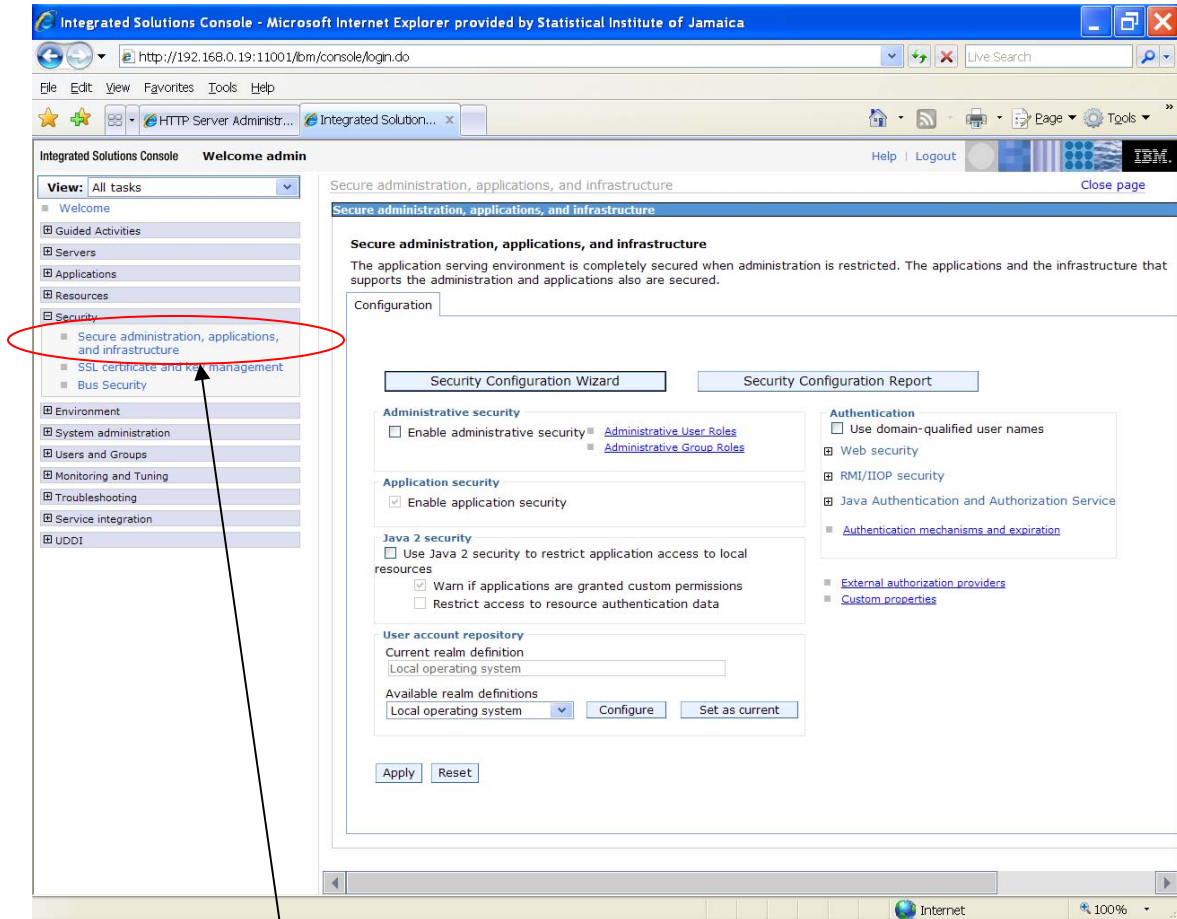 Integrated Solutions Console - Microsoft Internet Explorer provided by Statistical Institute of Jamaica
http://192.168.0.19:11001/ibm/console/login.do
Live Search
File Edit View Favorites Tools Help
HTTP Server Administr...
Integrated Solution...
Page
Tools
»
Integrated Solutions Console Welcome admin
Help | Logout
IBM.
View: All tasks
Welcome
Guided Activities
Servers
Applications
Resources
Security
Secure administration, applications,
and infrastructure
SSL certificate and key management
Bus Security
Environment
System administration
Users and Groups
Monitoring and Tuning
Troubleshooting
Service integration
UDDI
Secure administration, applications, and infrastructure
Close page
Secure administration, applications, and infrastructure
Secure administration, applications, and infrastructure
The application serving environment is completely secured when administration is restricted. The applications and the infrastructure that
supports the administration and applications also are secured.
Configuration
Security Configuration Wizard
Security Configuration Report
Administrative security
Enable administrative security
Administrative User Roles
Administrative Group Roles
Application security
Enable application security
Java 2 security
Use Java 2 security to restrict application access to local
resources
Warn if applications are granted custom permissions
Restrict access to resource authentication data
User account repository
Current realm definition
Local operating system
Available realm definitions
Local operating system
Configure
Set as current
Apply
Reset
Authentication
Use domain-qualified user names
Web security
RMI/IIOP security
Java Authentication and Authorization Service
Authentication mechanisms and expiration
External authorization providers
Custom properties
Internet
100%